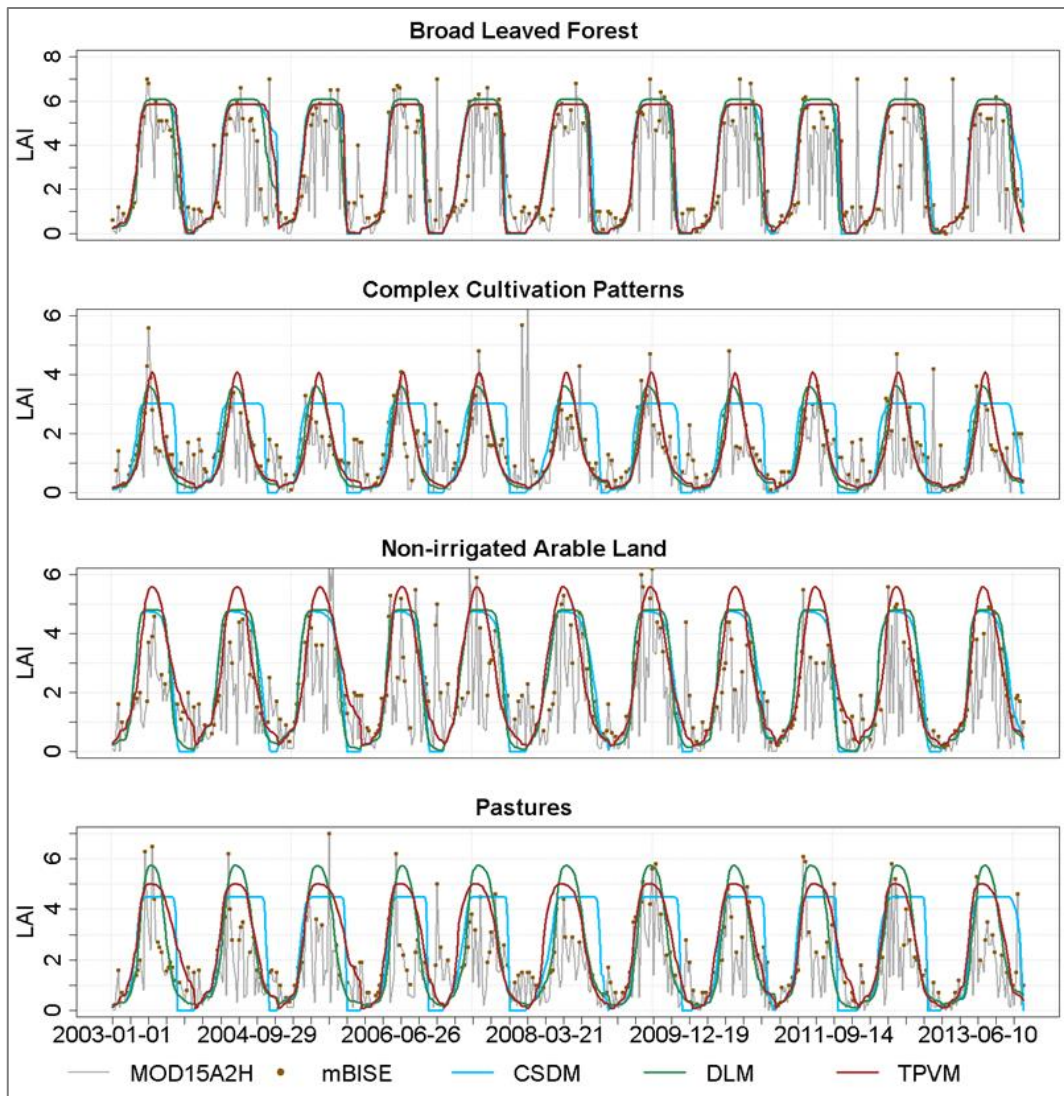 Broad Leaved Forest
LAI
8
6
4
2
0
Complex Cultivation Patterns
LAI
6
4
2
0
Non-irrigated Arable Land
LAI
6
4
2
0
Pastures
LAI
6
4
2
0
2003-01-01 2004-09-29 2006-06-26 2008-03-21 2009-12-19 2011-09-14 2013-06-10
MOD15A2H mBISE CSDM DLM TPVM